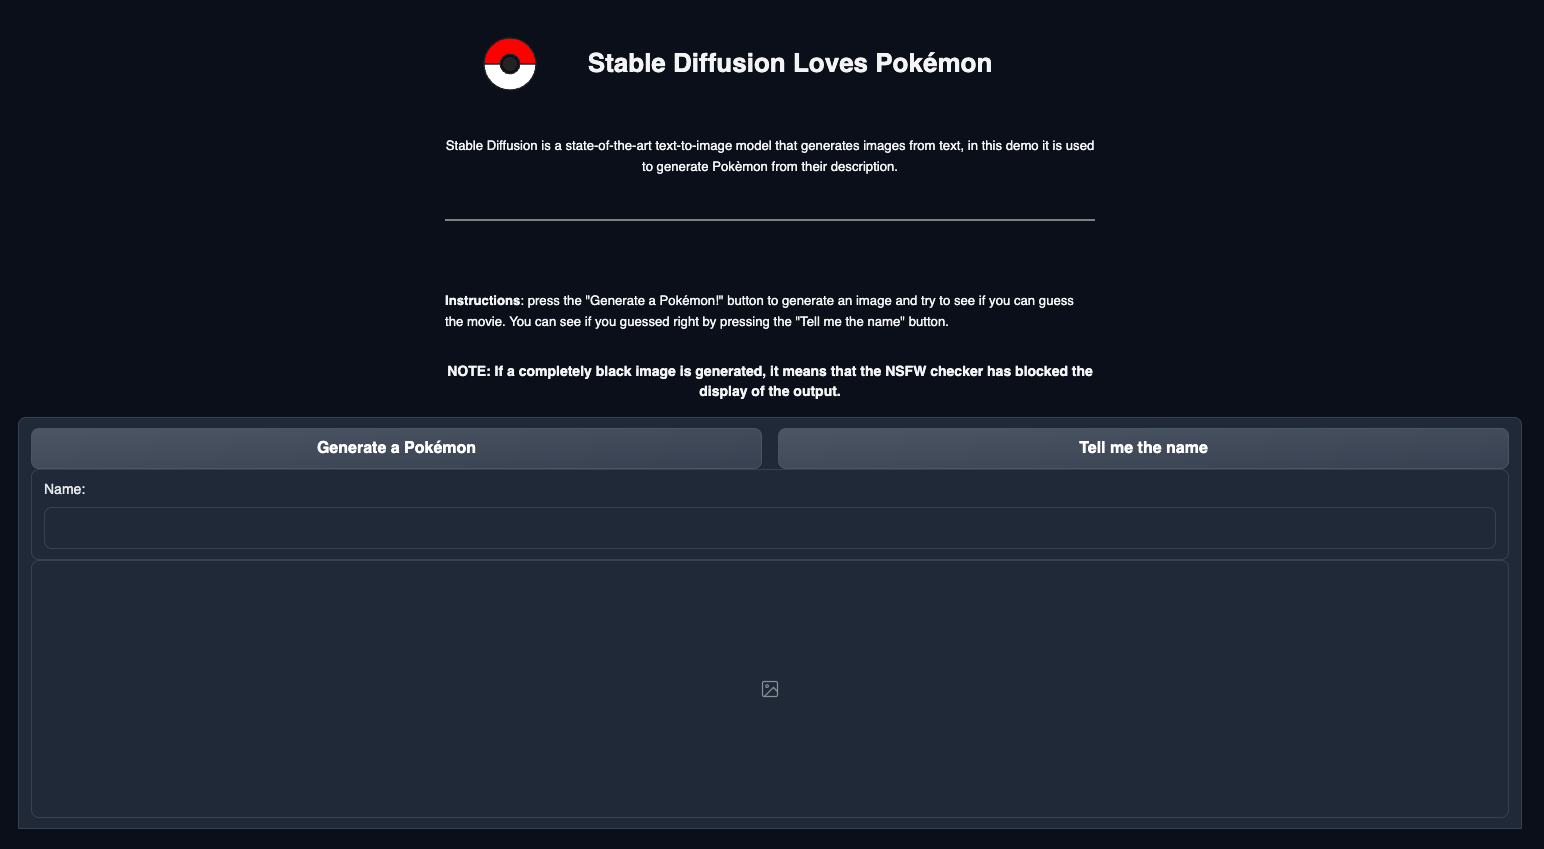 Stable Diffusion Loves Pokémon
Stable Diffusion is a state-of-the-art text-to-image model that generates images from text, in this demo it is used
to generate Pokèmon from their description.
Instructions: press the "Generate a Pokémon!" button to generate an image and try to see if you can guess
the movie. You can see if you guessed right by pressing the "Tell me the name" button.
NOTE: If a completely black image is generated, it means that the NSFW checker has blocked the
display of the output.
Generate a Pokémon
Tell me the name
Name: